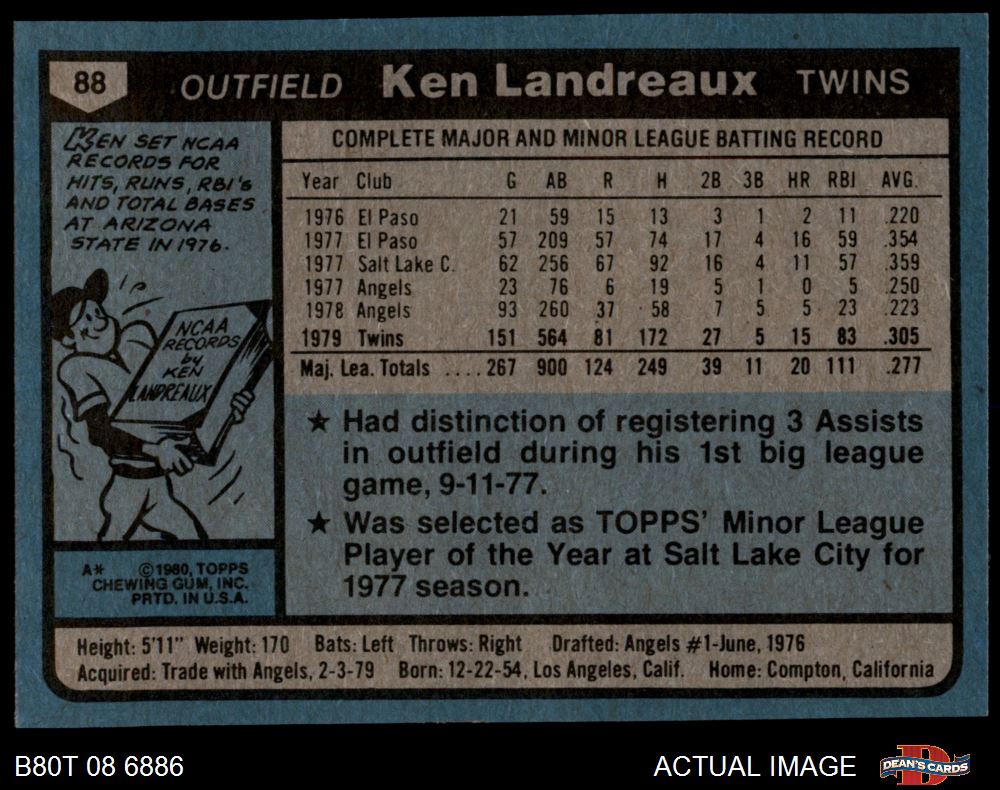 88 OUTFIELD Ken Landreaux TWINS
KEN SET NCAA
RECORDS FOR
HITS, RUNS, RBI's
AND TOTAL BASES
AT ARIZONA
STATE IN 1976.
NCAA
RECORDS
by
KEN
LANDREAUX
A* ©1980, TOPPS
CHEWING GUM, INC.
PRTD. IN U.S.A.
COMPLETE MAJOR AND MINOR LEAGUE BATTING RECORD
Year Club G AB R H 2B 3B HR RBI AVG.
1976 El Paso 21 59 15 13 3 1 2 11 .220
1977 El Paso 57 209 57 74 17 4 16 59 .354
1977 Salt Lake C. 62 256 67 92 16 4 11 57 .359
1977 Angels 23 76 6 19 5 1 0 5 .250
1978 Angels 93 260 37 58 7 5 5 23 .223
1979 Twins 151 564 81 172 27 5 15 83 .305
Maj. Lea. Totals ....267 900 124 249 39 11 20 111 .277
★ Had distinction of registering 3 Assists
in outfield during his 1st big league
game, 9-11-77.
★ Was selected as TOPPS' Minor League
Player of the Year at Salt Lake City for
1977 season.
Height: 5'11" Weight: 170 Bats: Left Throws: Right Drafted: Angels #1-June, 1976
Acquired: Trade with Angels, 2-3-79 Born: 12-22-54, Los Angeles, Calif. Home: Compton, California
B80T 08 6886 ACTUAL IMAGE D DEAN'S CARDS